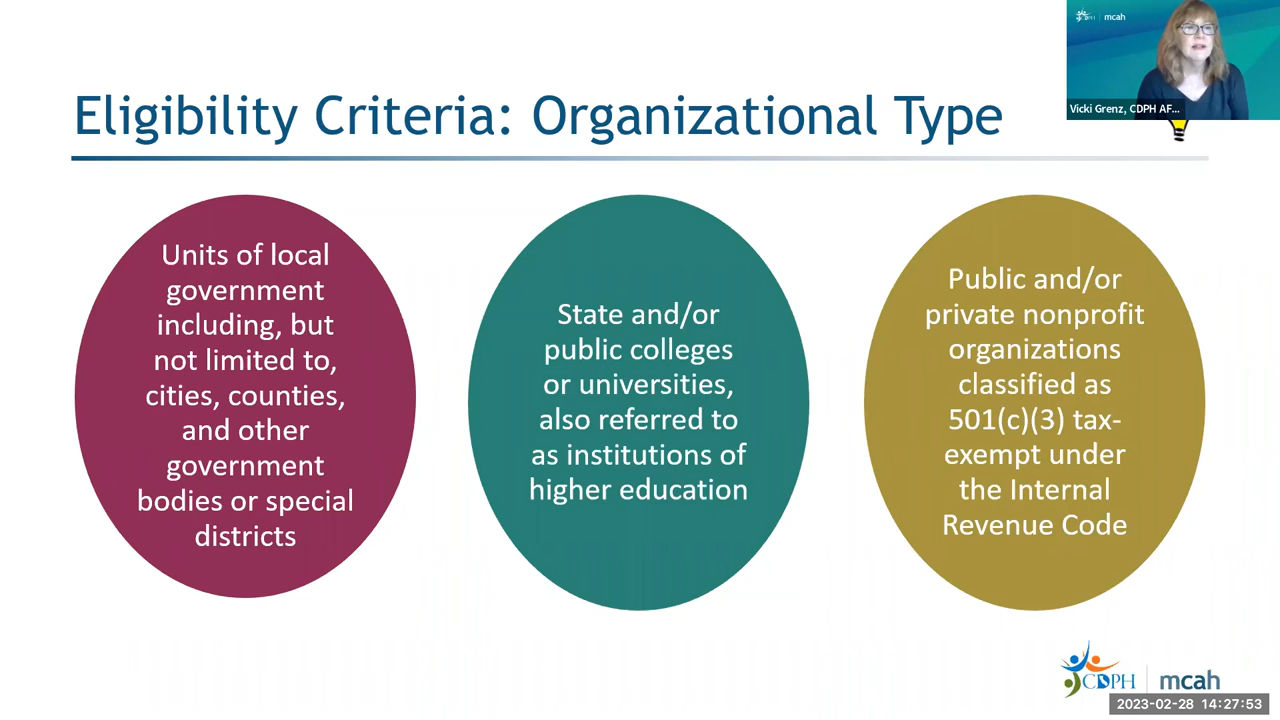 CDPH mcah
Vicki Grenz, CDPH AF...
Eligibility Criteria: Organizational Type
Units of local
government
including, but
not limited to,
cities, counties,
and other
government
bodies or special
districts
State and/or
public colleges
or universities,
also referred to
as institutions of
higher education
Public and/or
private nonprofit
organizations
classified as
501(c)(3) tax-
exempt under
the Internal
Revenue Code
CDPH mcah
2023-02-28 14:27:53